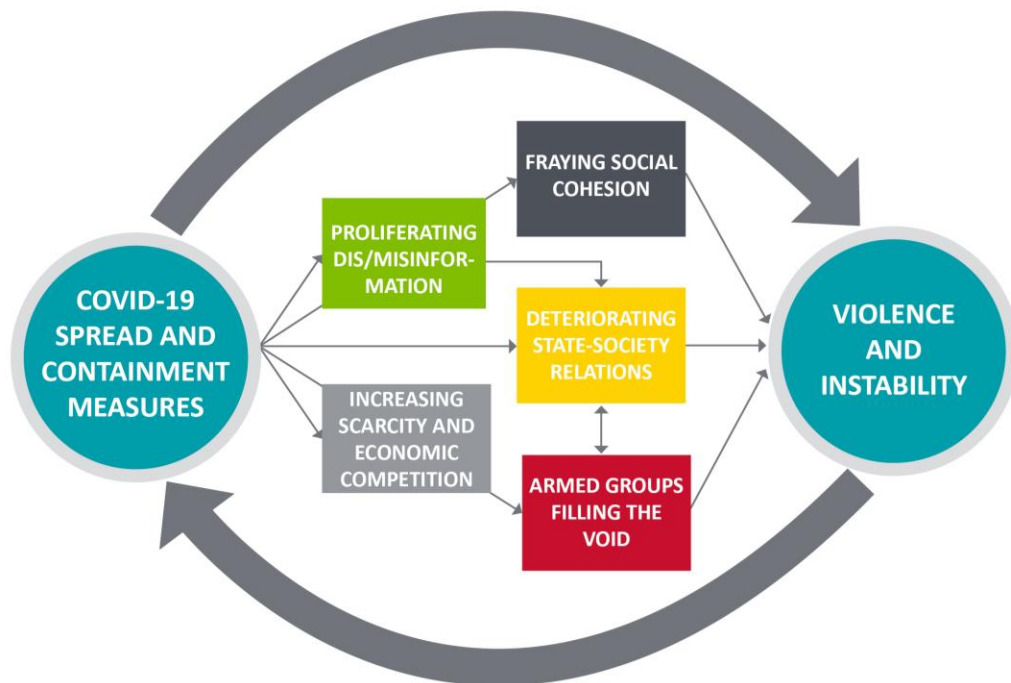 COVID-19
SPREAD AND
CONTAINMENT
MEASURES
PROLIFERATING
DIS/MISINFOR-
MATION
INCREASING
SCARCITY AND
ECONOMIC
COMPETITION
FRAYING SOCIAL
COHESION
DETERIORATING
STATE-SOCIETY
RELATIONS
ARMED GROUPS
FILLING THE
VOID
VIOLENCE
AND
INSTABILITY